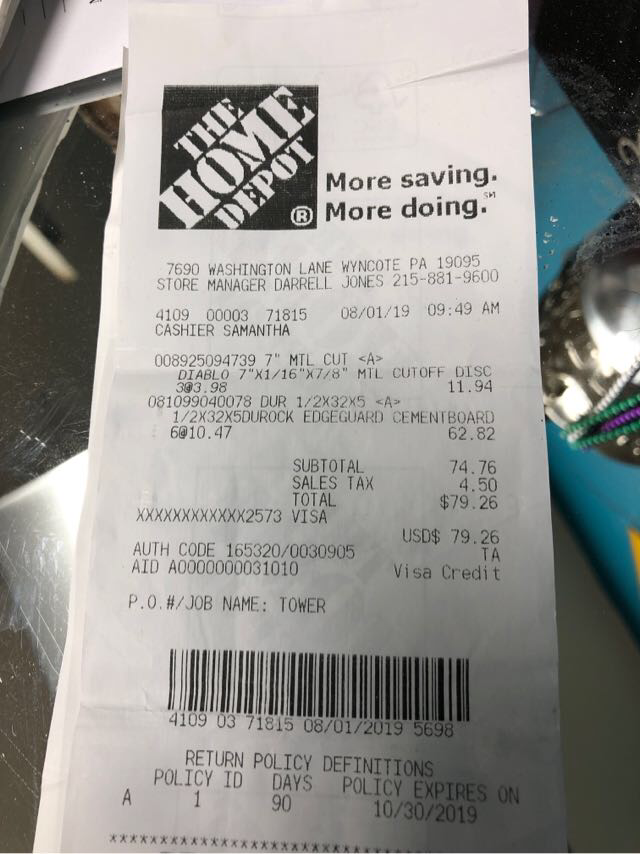 THE
HOME
DEPOT
®
More saving.
More doing.℠
7690 WASHINGTON LANE WYNCOTE PA 19095
STORE MANAGER DARRELL JONES 215-881-9600
4109 00003 71815 08/01/19 09:49 AM
CASHIER SAMANTHA
008925094739 7" MTL CUT <A>
DIABLO 7"X1/16"X7/8" MTL CUTOFF DISC
3@3.98 11.94
081099040078 DUR 1/2X32X5 <A>
1/2X32X5DUROCK EDGEGUARD CEMENTBOARD
6@10.47 62.82
SUBTOTAL 74.76
SALES TAX 4.50
TOTAL $79.26
XXXXXXXXXXXX2573 VISA
USD$ 79.26
AUTH CODE 165320/0030905 TA
AID A0000000031010 Visa Credit
P.O.#/JOB NAME: TOWER
4109 03 71815 08/01/2019 5698
RETURN POLICY DEFINITIONS
POLICY ID DAYS POLICY EXPIRES ON
A 1 90 10/30/2019
**********************************